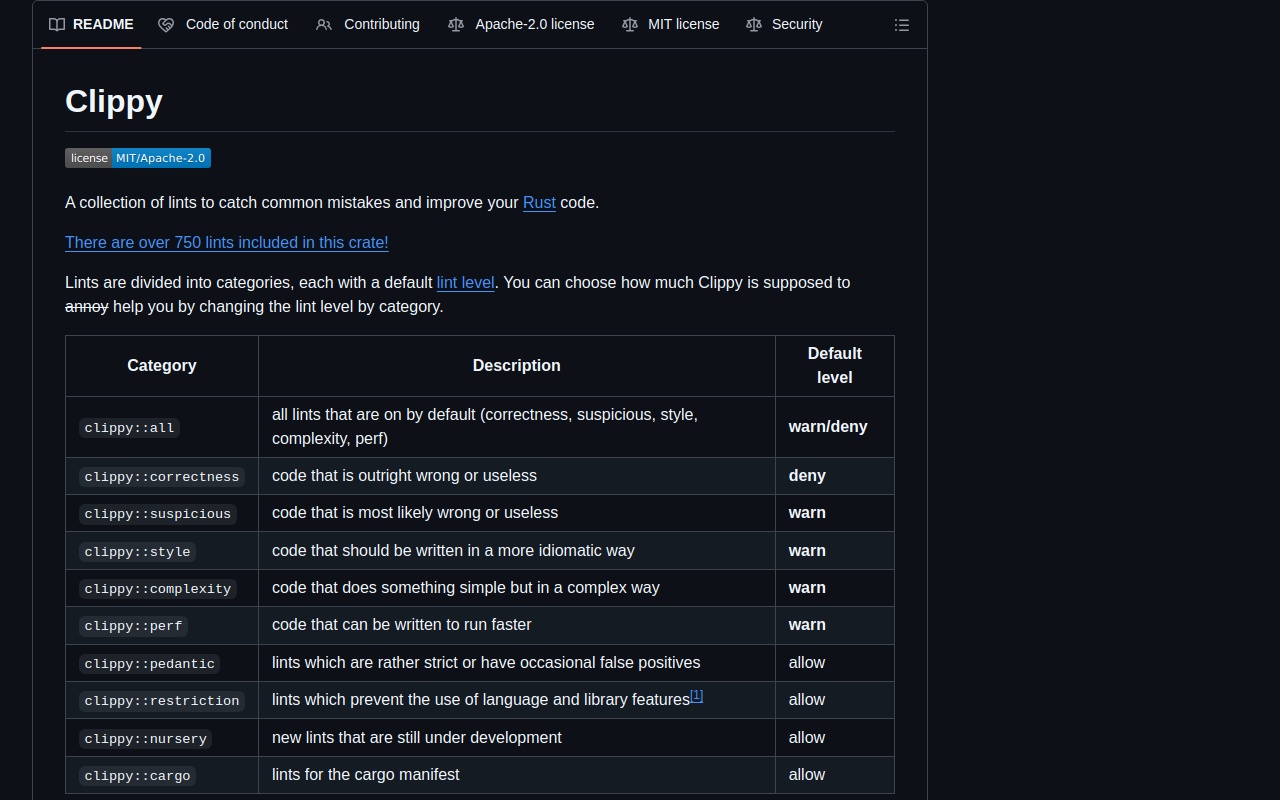 README Code of conduct Contributing Apache-2.0 license MIT license Security
Clippy
license MIT/Apache-2.0
A collection of lints to catch common mistakes and improve your Rust code.
There are over 750 lints included in this crate!
Lints are divided into categories, each with a default lint level. You can choose how much Clippy is supposed to
annoy help you by changing the lint level by category.
Category Description Default
level
clippy::all all lints that are on by default (correctness, suspicious, style,
complexity, perf) warn/deny
clippy::correctness code that is outright wrong or useless deny
clippy::suspicious code that is most likely wrong or useless warn
clippy::style code that should be written in a more idiomatic way warn
clippy::complexity code that does something simple but in a complex way warn
clippy::perf code that can be written to run faster warn
clippy::pedantic lints which are rather strict or have occasional false positives allow
clippy::restriction lints which prevent the use of language and library features[1] allow
clippy::nursery new lints that are still under development allow
clippy::cargo lints for the cargo manifest allow